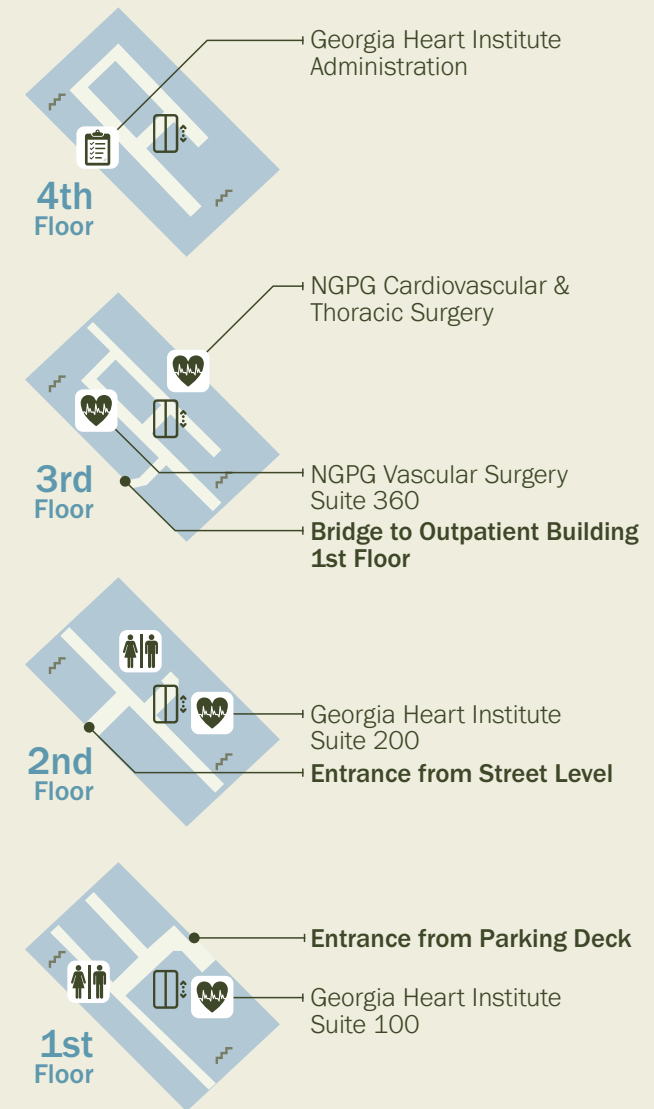 Georgia Heart Institute
Administration
4th
Floor
NGPG Cardiovascular &
Thoracic Surgery
3rd
Floor
NGPG Vascular Surgery
Suite 360
Bridge to Outpatient Building
1st Floor
Georgia Heart Institute
Suite 200
2nd
Floor
Entrance from Street Level
Entrance from Parking Deck
Georgia Heart Institute
Suite 100
1st
Floor